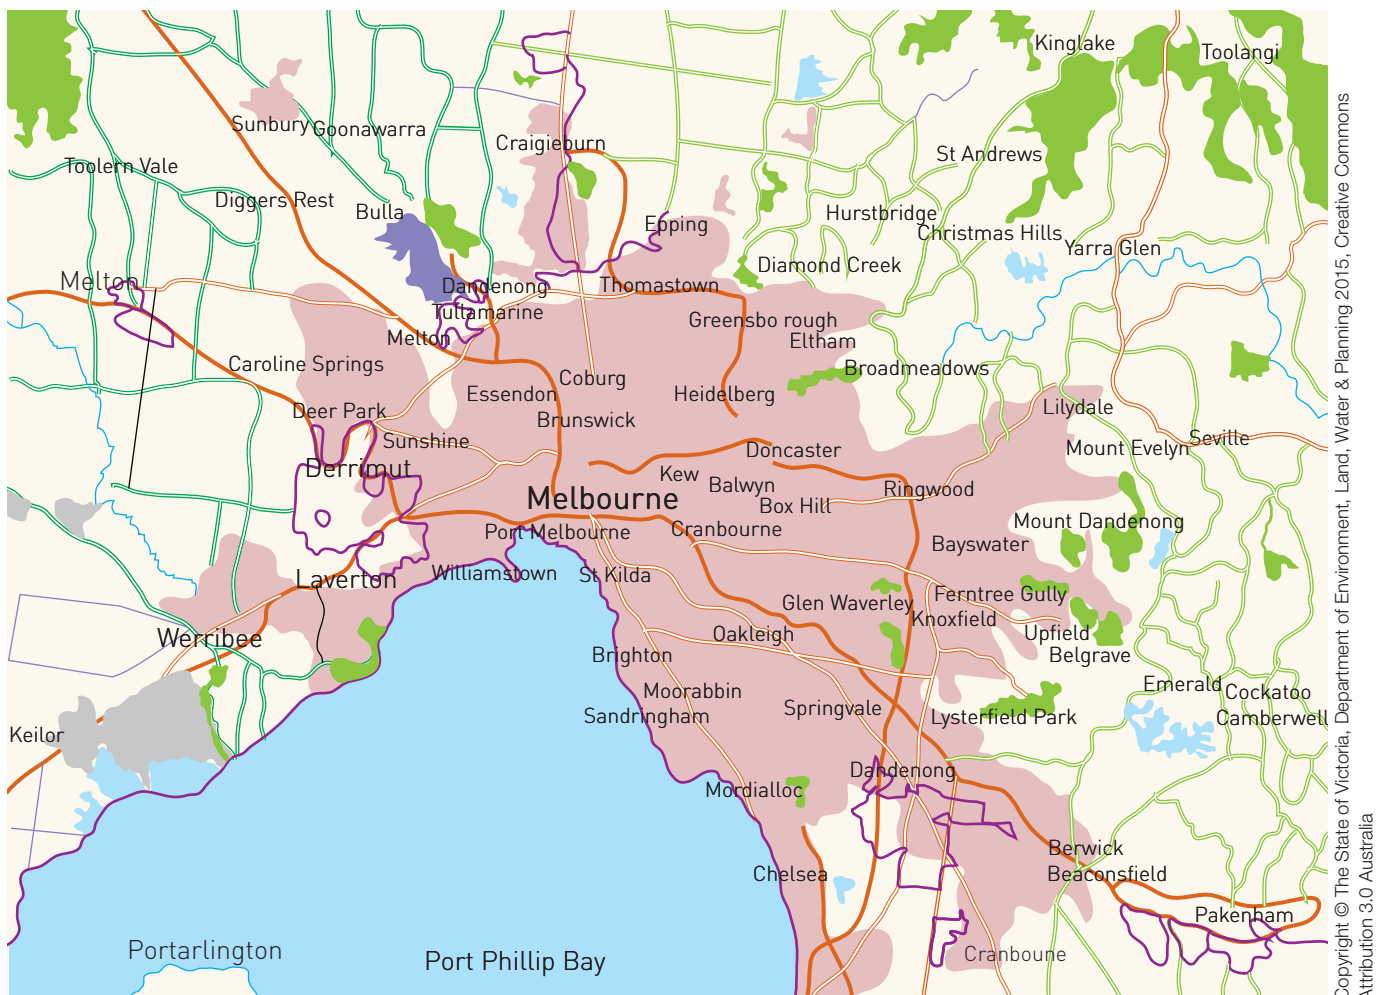 Kinglake
Toolangi
Sunbury
Goonawarra
Craigieburn
St Andrews
Toolern Vale
Diggers Rest
Bulla
Hurstbridge
Epping
Christmas Hills
Yarra Glen
Diamond Creek
Melton
Dandenong
Thomastown
Tullamarine
Greensbo rough
Melton
Eltham
Caroline Springs
Broadmeadows
Coburg
Essendon
Heidelberg
Deer Park
Brunswick
Lilydale
Sunshine
Doncaster
Mount Evelyn
Seville
Derrimut
Kew
Balwyn
Ringwood
Melbourne
Box Hill
Port Melbourne
Cranbourne
Mount Dandenong
Bayswater
Laverton
Williamstown
St Kilda
Glen Waverley
Ferntree Gully
Knoxfield
Werribee
Oakleigh
Upfield
Brighton
Belgrave
Moorabbin
Emerald
Cockatoo
Sandringham
Springvale
Lysterfield Park
Camberwell
Keilor
Dandenong
Mordialloc
Berwick
Chelsea
Beaconsfield
Pakenham
Portarlington
Port Phillip Bay
Cranboune
Copyright © The State of Victoria, Department of Environment, Land, Water & Planning 2015, Creative Commons
Attribution 3.0 Australia